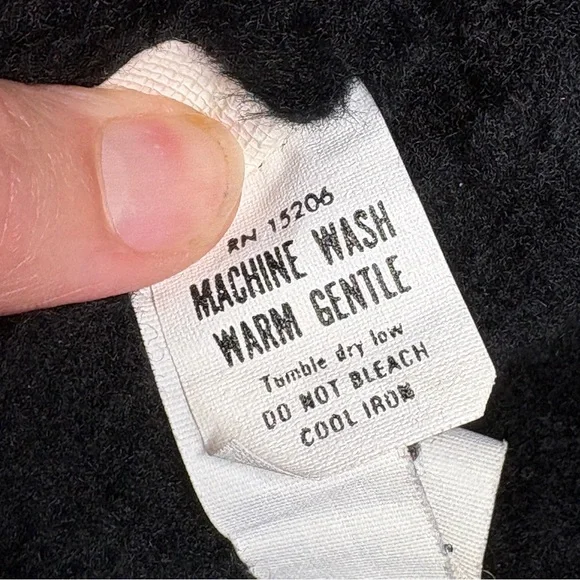 RN 15206
MACHINE WASH
WARM GENTLE
Tumble dry low
DO NOT BLEACH
COOL IRON